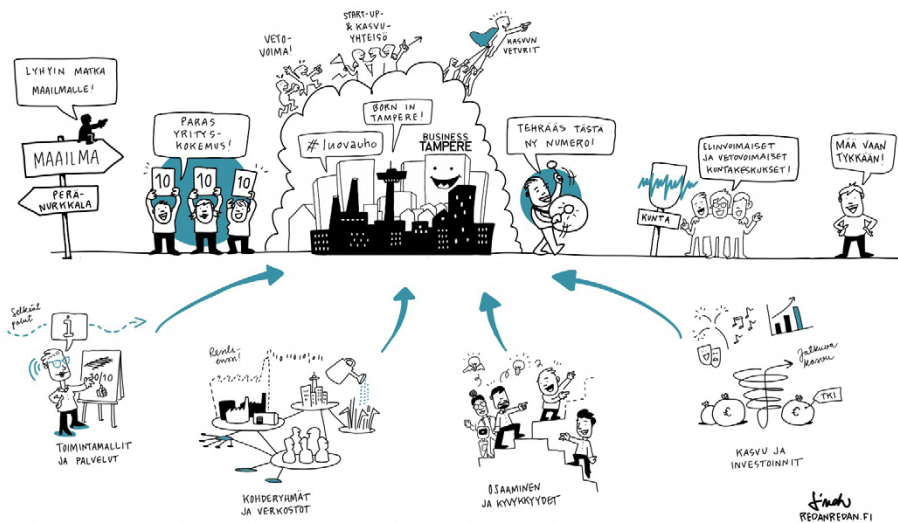 VETO-
VOIMA!
START-UP-
& KASVU-
YHTEISÖ
KASVUN
VETURIT
LYHYIN MATKA
MAAILMALLE!
MAAILMA
PERÄ-
NURKKALA
PARAS
YRITYS-
KOKEMUS!
10
10
10
#luovauho
BORN IN
TAMPERE!
BUSINESS
TAMPERE
TEHRÄÄS TÄSTÄ
NY NUMERO!
KUNTA
ELINVOIMAISET
JA VETOVOIMAISET
KUNTAKESKUKSET!
MÄÄ VAAN
TYKKÄÄN!
Selkeät
polut
i
10/10
TOIMINTAMALLIT
JA PALVELUT
KOHDERYHMÄT
JA VERKOSTOT
OSAAMINEN
JA KYVYKKYYDET
Jatkuva
kasvu
€
€
TKI
KASVU JA
INVESTOINNIT
REDANREDAN.FI